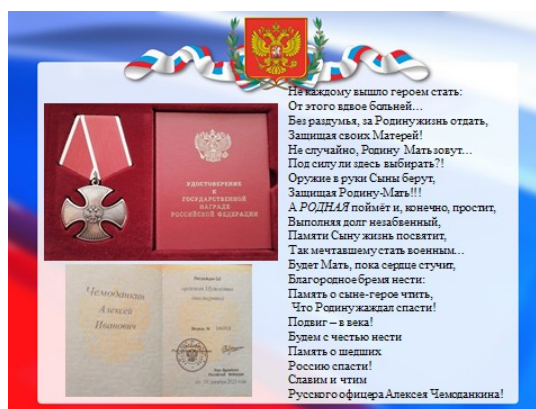 Не каждому вышло героем стать:
От этого вдвое больней…
Без раздумья, за Родину жизнь отдать,
Защищая своих Матерей!
Не случайно, Родину Мать зовут…
Под силу ли здесь выбирать?!
Оружие в руки Сыны берут,
Защищая Родину-Мать!!!
А РОДНАЯ поймёт и, конечно, простит,
Выполняя долг незабвенный,
Памяти Сыну жизнь посвятит,
Так мечтавшему стать военным…
Будет Мать, пока сердце стучит,
Благородное бремя нести:
Память о сыне-герое чтить,
Что Родину жаждал спасти!
Подвиг – в века!
Будем с честью нести
Память о шедших
Россию спасти!
Славим и чтим
Русского офицера Алексея Чемоданкина!
УДОСТОВЕРЕНИЕ
К
ГОСУДАРСТВЕННОЙ
НАГРАДЕ
РОССИЙСКОЙ ФЕДЕРАЦИИ
Чемоданкин
Алексей
Иванович
орденом Мужества